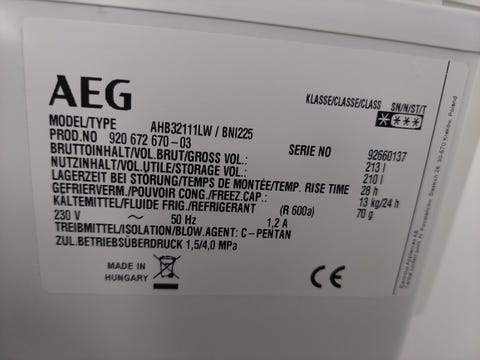 AEG
KLASSE/CLASSE/CLASS SN/N/ST/T
MODEL/TYPE AHB32111LW / BNI225
PROD.NO 920 672 670-03
SERIE NO 92660137
BRUTTOINHALT/VOL.BRUT/GROSS VOL.: 213 l
NUTZINHALT/VOL.UTILE/STORAGE VOL.: 210 l
LAGERZEIT BEI STÖRUNG/TEMPS DE MONTÉE/TEMP. RISE TIME 28 h
GEFRIERVERM./POUVOIR CONG./FREEZ.CAP.: 13 kg/24 h
KÄLTEMITTEL/FLUIDE FRIG./REFRIGERANT (R 600a) 70 g
230 V ~ 50 Hz 1,2 A
TREIBMITTEL/ISOLATION/BLOW.AGENT: C-PENTAN
ZUL.BETRIEBSÜBERDRUCK 1,5/4,0 MPa
MADE IN
HUNGARY
CE